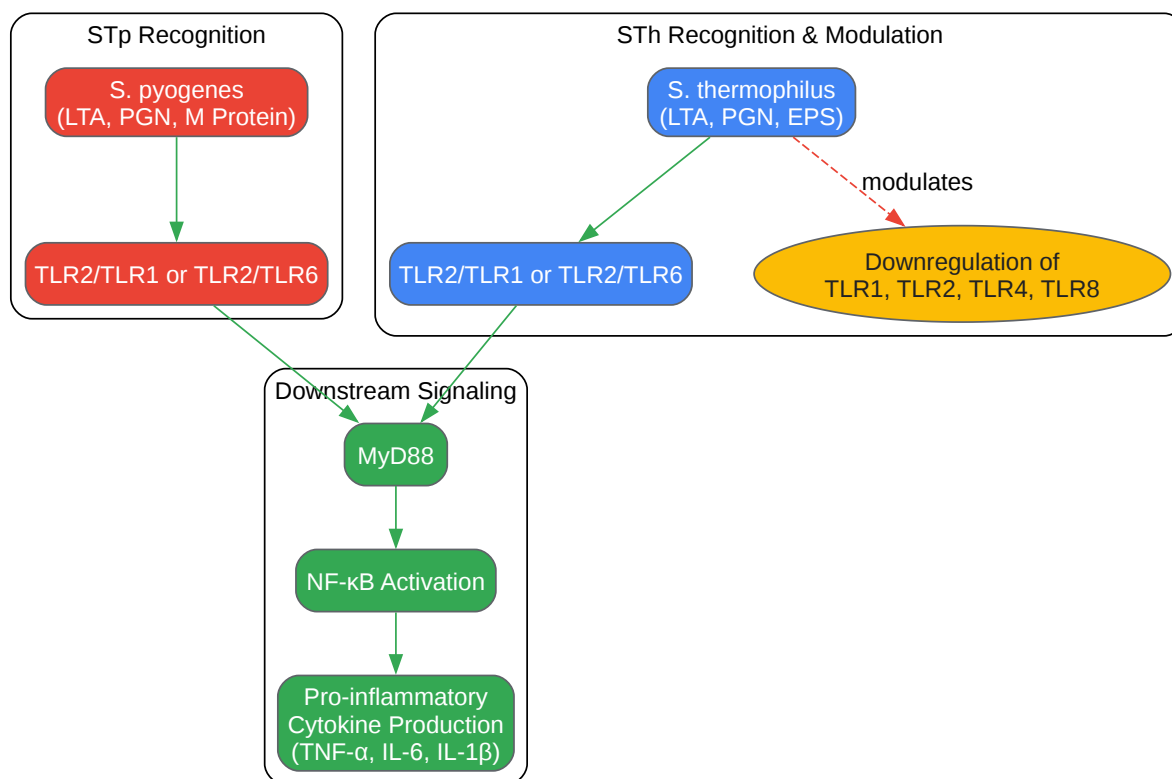 STp Recognition
S. pyogenes
(LTA, PGN, M Protein)
TLR2/TLR1 or TLR2/TLR6
STh Recognition & Modulation
S. thermophilus
(LTA, PGN, EPS)
modulates
TLR2/TLR1 or TLR2/TLR6
Downregulation of
TLR1, TLR2, TLR4, TLR8
Downstream Signaling
MyD88
NF-κB Activation
Pro-inflammatory
Cytokine Production
(TNF-α, IL-6, IL-1β)